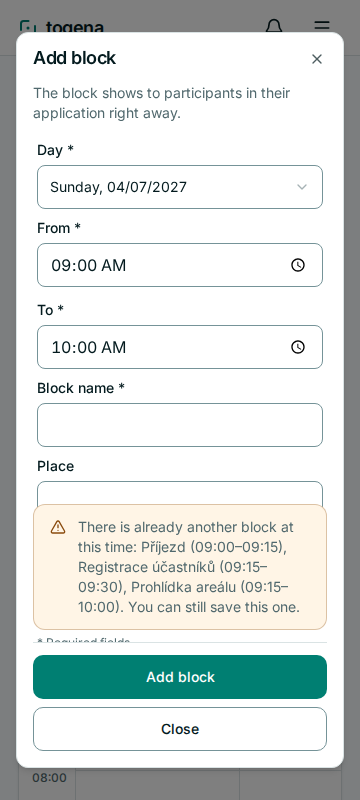 togena
Add block
The block shows to participants in their
application right away.
Day *
Sunday, 04/07/2027
From *
09:00 AM
To *
10:00 AM
Block name *
Place
There is already another block at
this time: Příjezd (09:00–09:15),
Registrace účastníků (09:15–
09:30), Prohlídka areálu (09:15–
10:00). You can still save this one.
* Required fields
Add block
Close
08:00